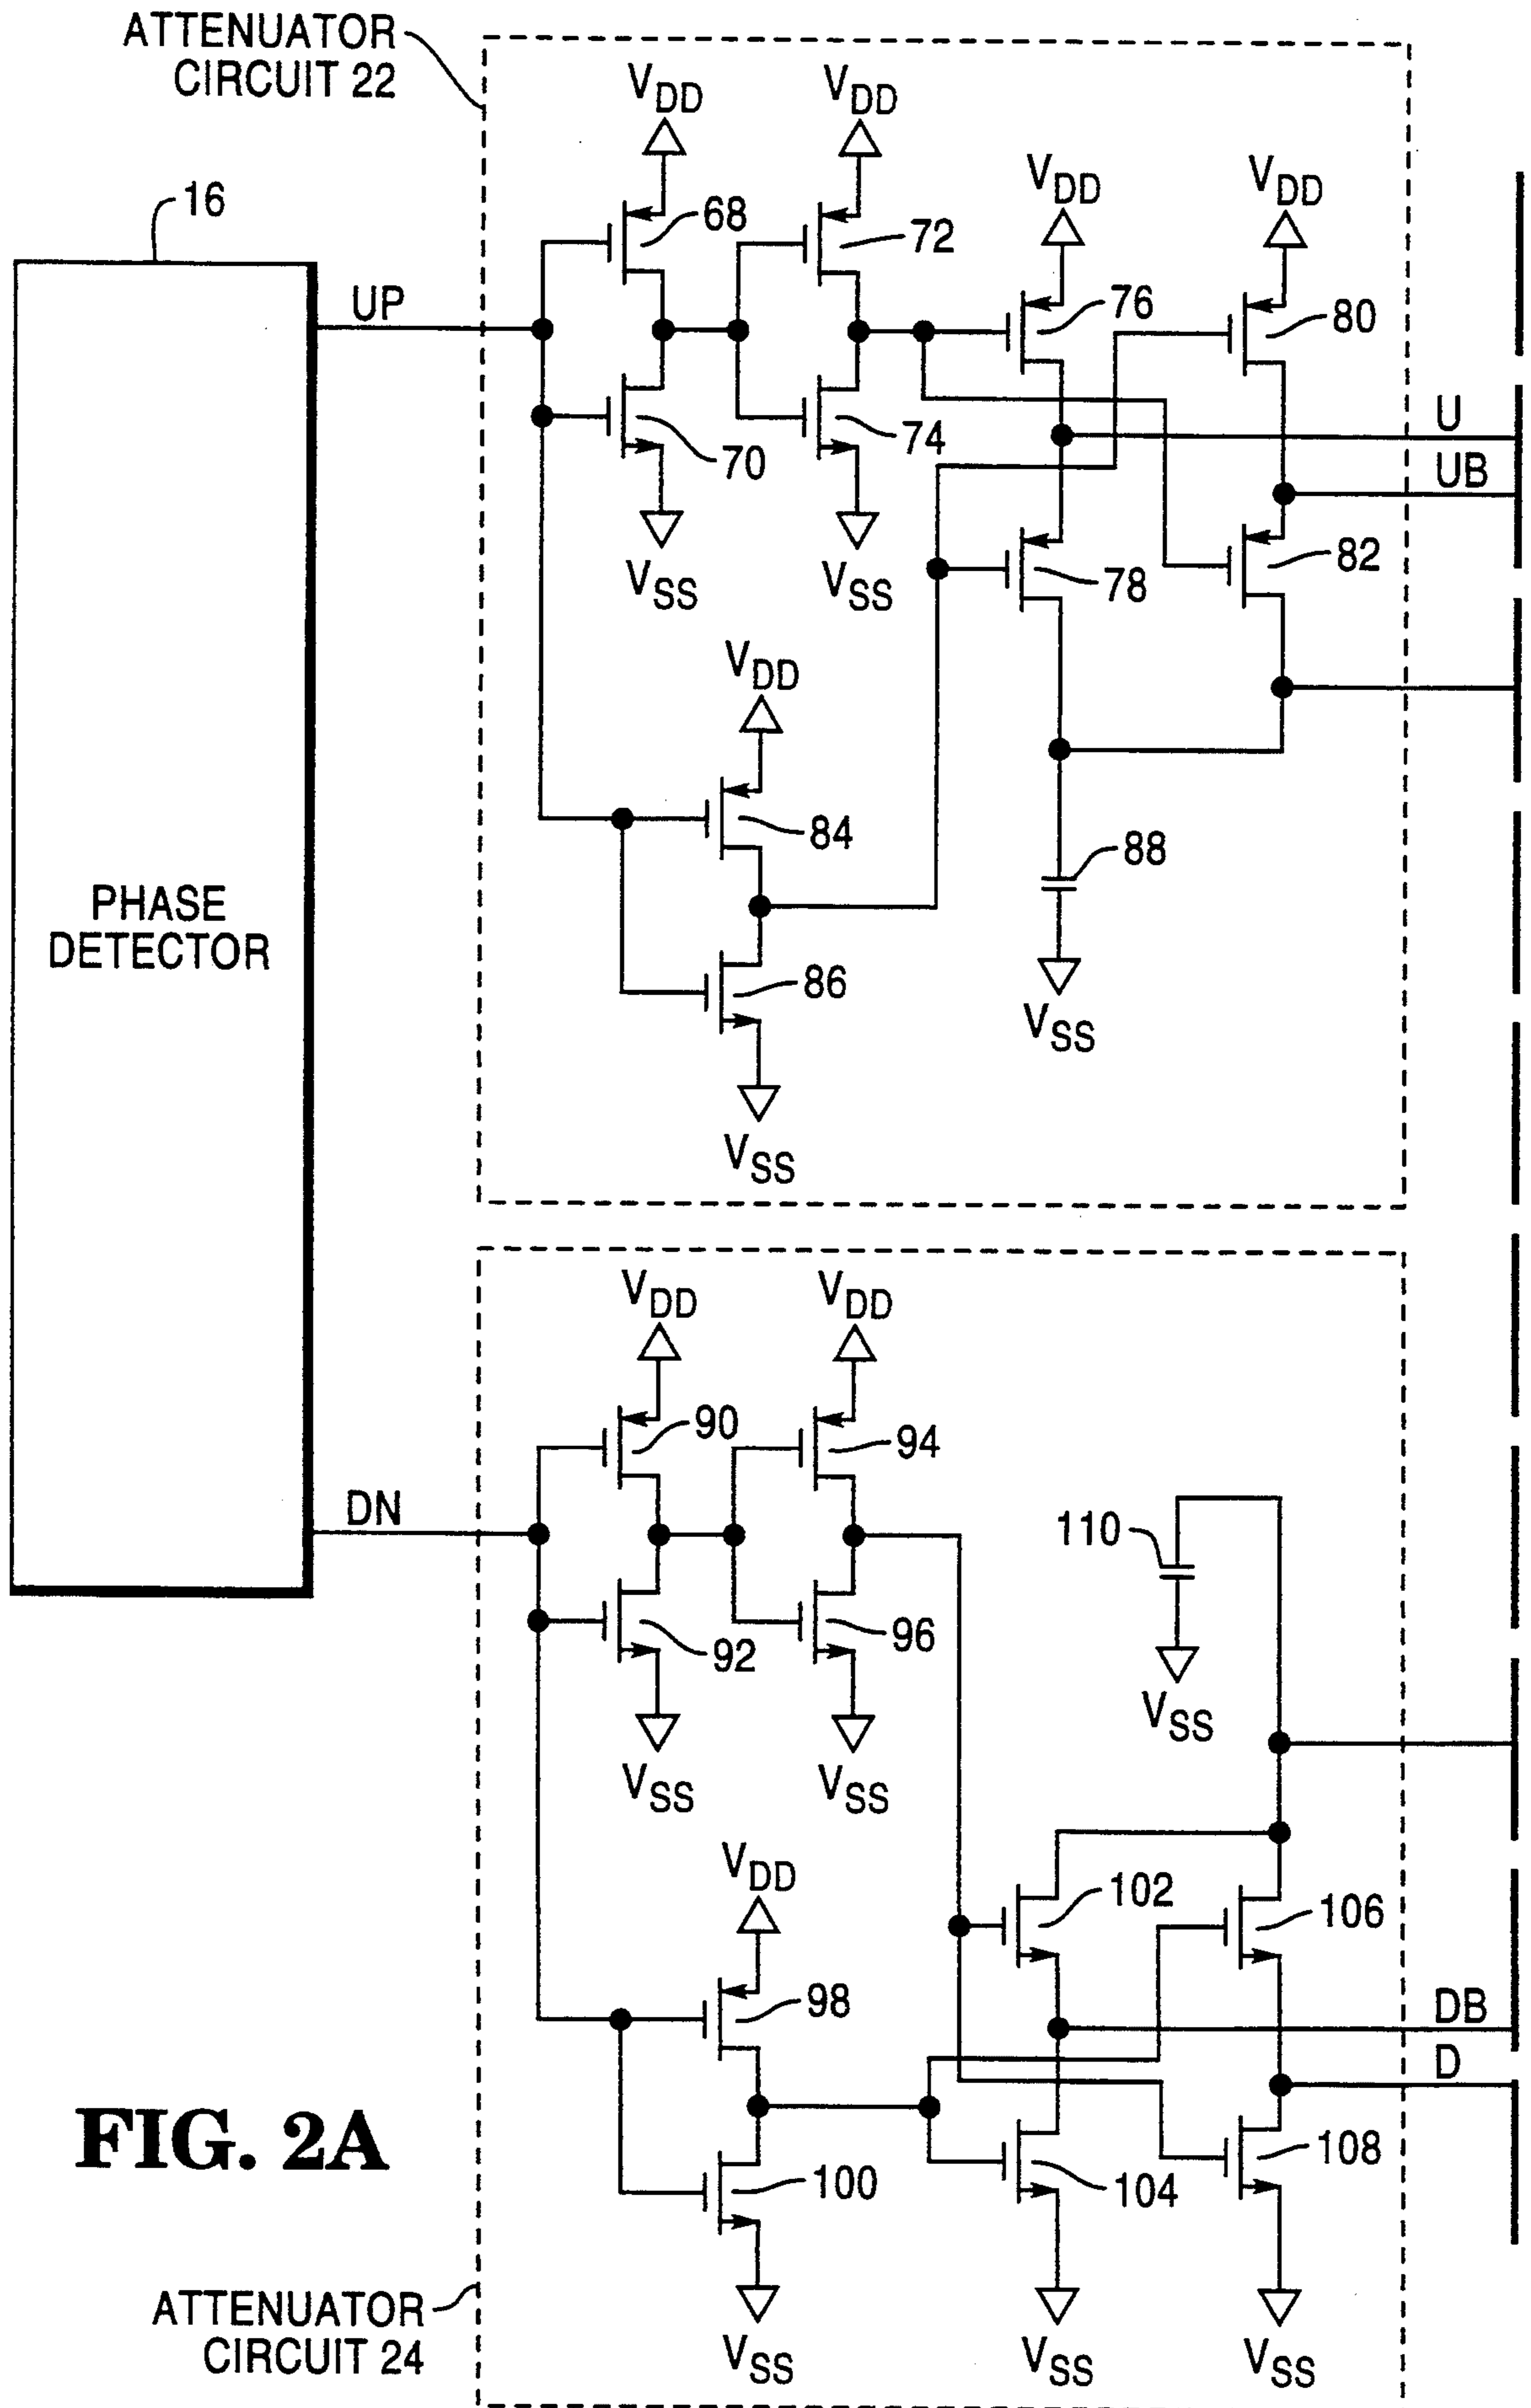 ATTENUATOR
CIRCUIT 22
VDD
VDD
VDD
VDD
16
68
72
76
80
UP
70
74
U
UB
78
82
VSS
VSS
VDD
84
88
PHASE
DETECTOR
86
VSS
VSS
VDD
VDD
90
94
DN
110
92
96
VSS
VSS
VSS
VDD
102
106
98
DB
D
FIG. 2A
100
104
108
ATTENUATOR
CIRCUIT 24
VSS
VSS
VSS